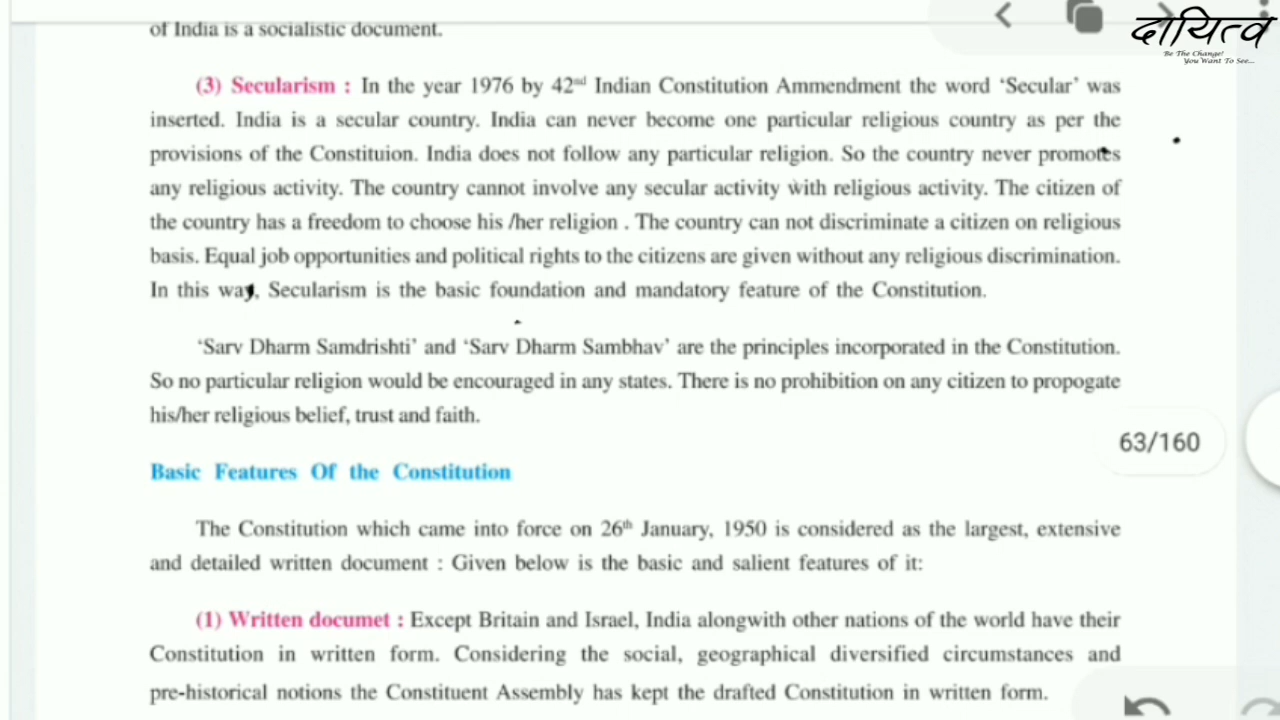 of India is a socialistic document.
दायित्व
Be The Change!
You Want To See...
(3) Secularism : In the year 1976 by 42nd Indian Constitution Ammendment the word ‘Secular’ was
inserted. India is a secular country. India can never become one particular religious country as per the
provisions of the Constituion. India does not follow any particular religion. So the country never promotes
any religious activity. The country cannot involve any secular activity with religious activity. The citizen of
the country has a freedom to choose his /her religion . The country can not discriminate a citizen on religious
basis. Equal job opportunities and political rights to the citizens are given without any religious discrimination.
In this way, Secularism is the basic foundation and mandatory feature of the Constitution.
‘Sarv Dharm Samdrishti’ and ‘Sarv Dharm Sambhav’ are the principles incorporated in the Constitution.
So no particular religion would be encouraged in any states. There is no prohibition on any citizen to propogate
his/her religious belief, trust and faith.
63/160
Basic Features Of the Constitution
The Constitution which came into force on 26th January, 1950 is considered as the largest, extensive
and detailed written document : Given below is the basic and salient features of it:
(1) Written documet : Except Britain and Israel, India alongwith other nations of the world have their
Constitution in written form. Considering the social, geographical diversified circumstances and
pre-historical notions the Constituent Assembly has kept the drafted Constitution in written form.